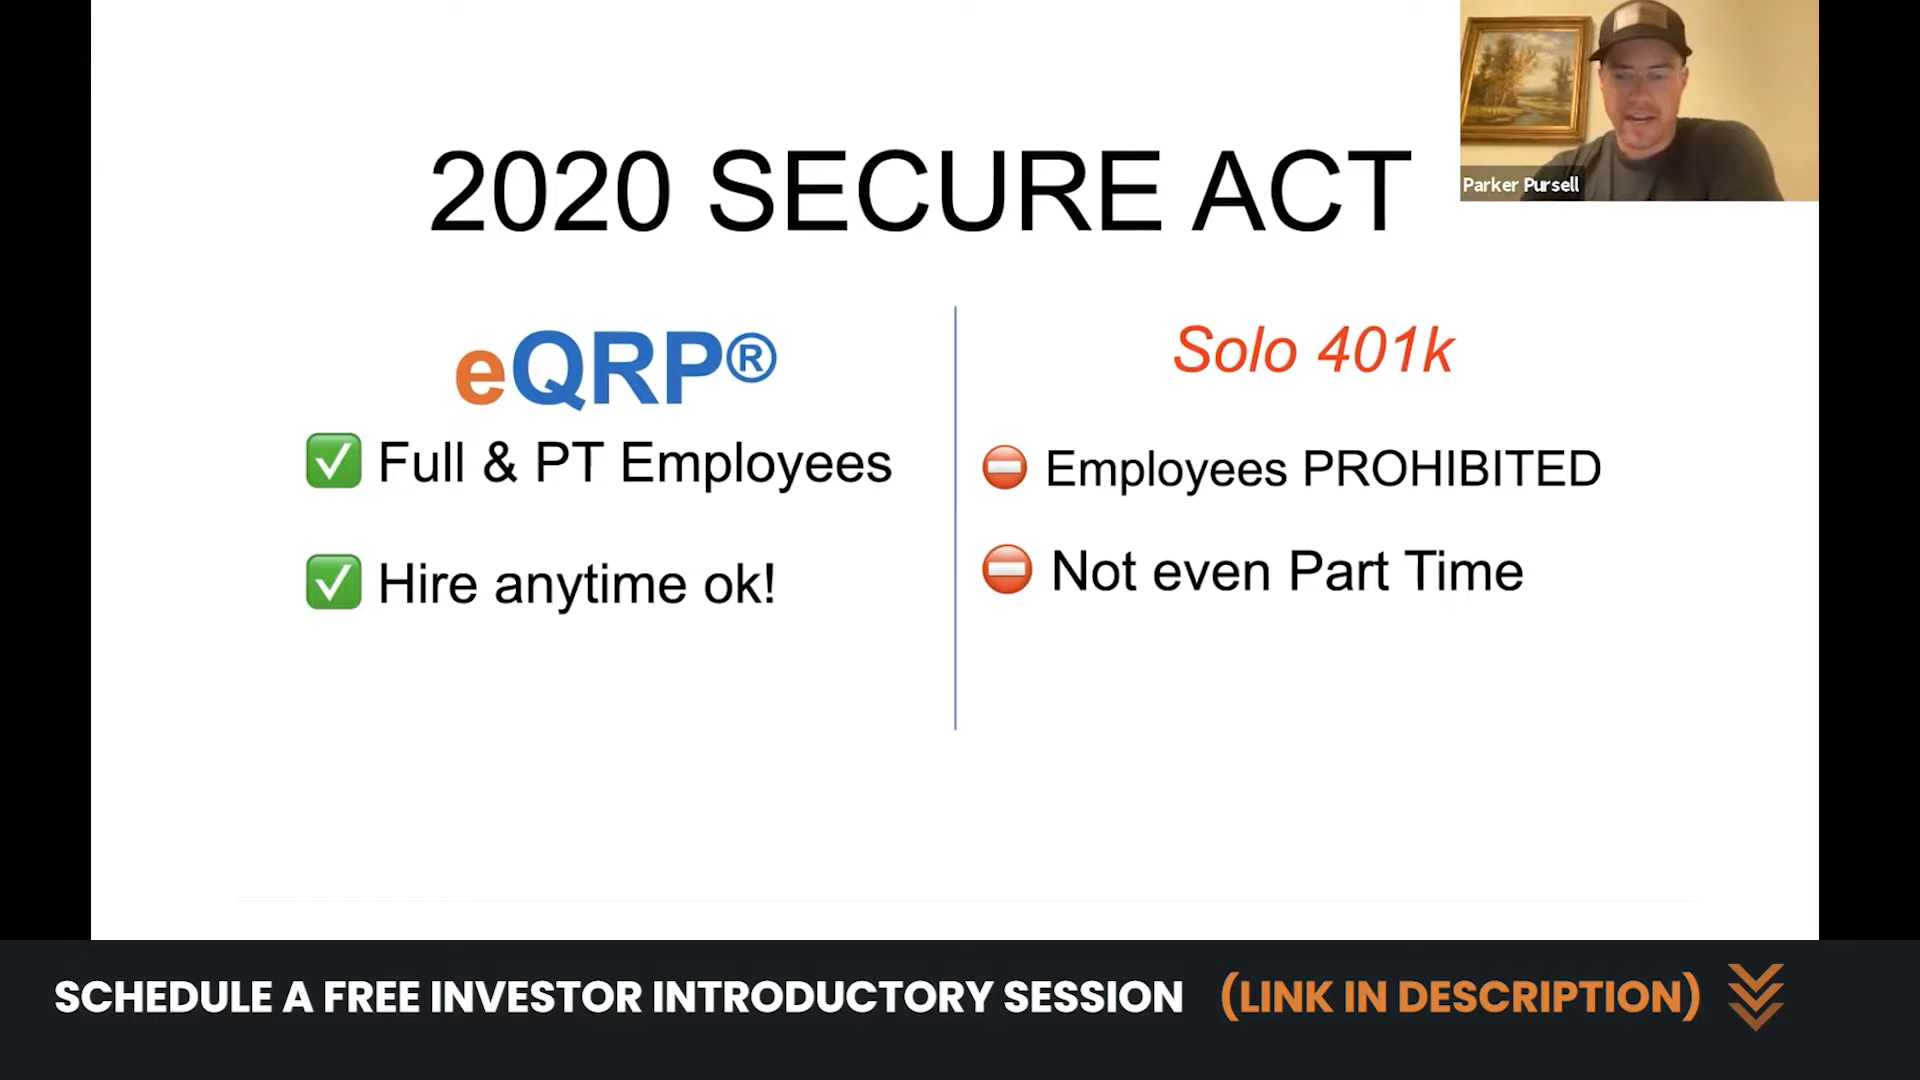 2020 SECURE ACT
Parker Pursell
eQRP®
✅ Full & PT Employees
✅ Hire anytime ok!
Solo 401k
⛔ Employees PROHIBITED
⛔ Not even Part Time
SCHEDULE A FREE INVESTOR INTRODUCTORY SESSION (LINK IN DESCRIPTION)